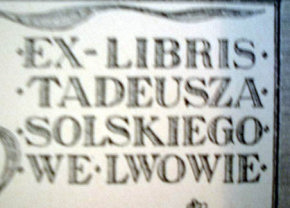 ·EX-LIBRIS·
·TADEUSZA·
·SOLSKIEGO·
·WE·LWOWIE·